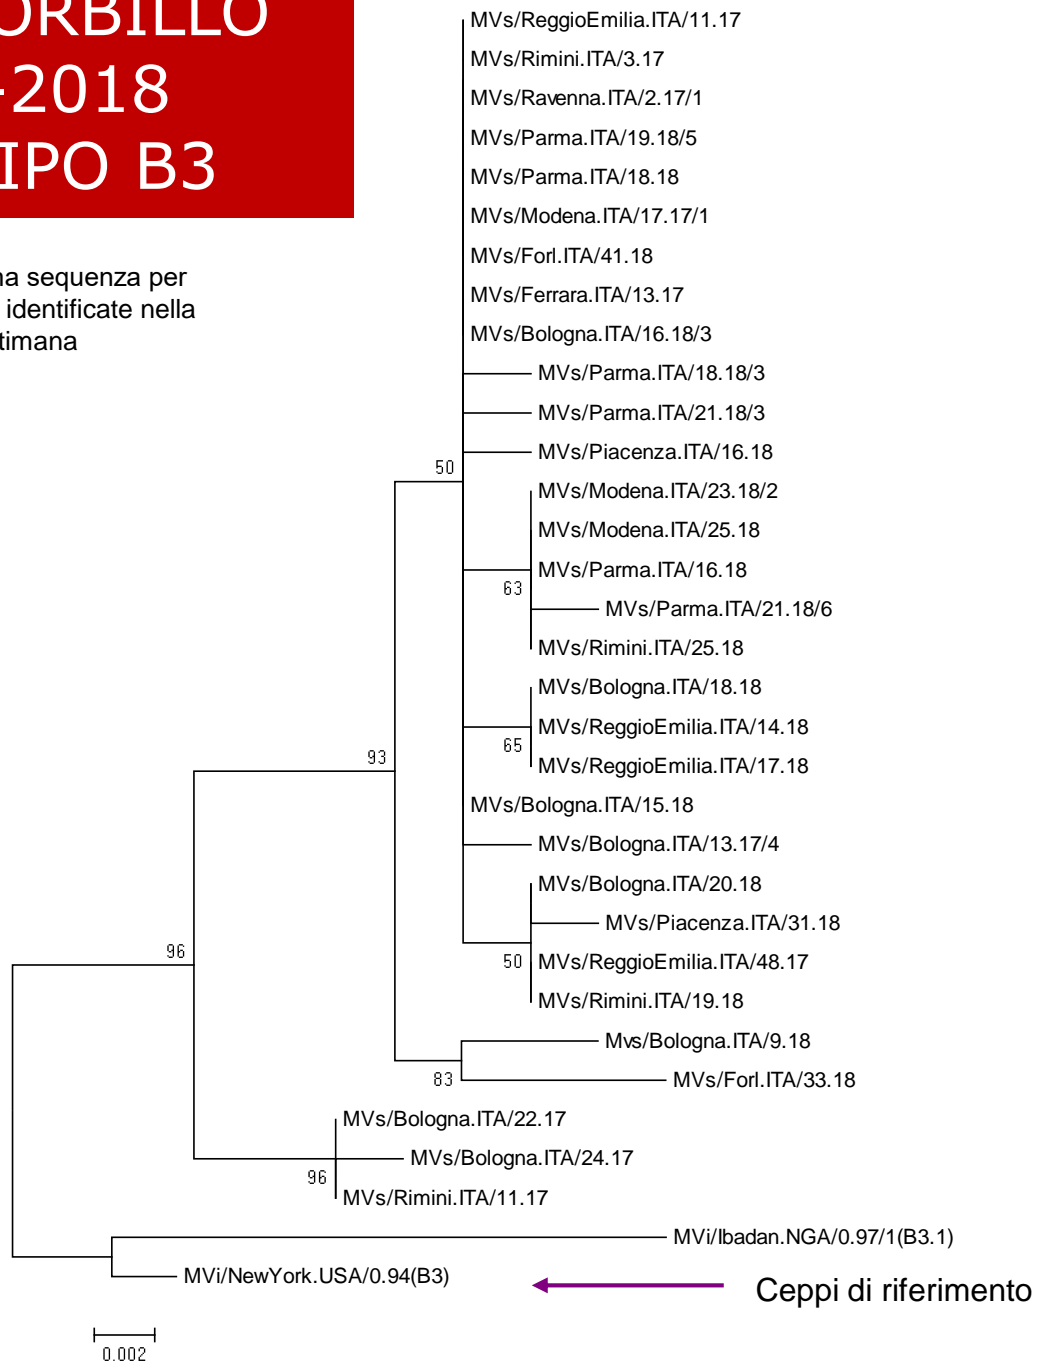 ORBILLO
-2018
IPO B3
na sequenza per
identificate nella
timana
MVs/ReggioEmilia.ITA/11.17
MVs/Rimini.ITA/3.17
MVs/Ravenna.ITA/2.17/1
MVs/Parma.ITA/19.18/5
MVs/Parma.ITA/18.18
MVs/Modena.ITA/17.17/1
MVs/Forl.ITA/41.18
MVs/Ferrara.ITA/13.17
MVs/Bologna.ITA/16.18/3
MVs/Parma.ITA/18.18/3
MVs/Parma.ITA/21.18/3
MVs/Piacenza.ITA/16.18
50
MVs/Modena.ITA/23.18/2
MVs/Modena.ITA/25.18
MVs/Parma.ITA/16.18
63
MVs/Parma.ITA/21.18/6
MVs/Rimini.ITA/25.18
MVs/Bologna.ITA/18.18
MVs/ReggioEmilia.ITA/14.18
65
93
MVs/ReggioEmilia.ITA/17.18
MVs/Bologna.ITA/15.18
MVs/Bologna.ITA/13.17/4
MVs/Bologna.ITA/20.18
MVs/Piacenza.ITA/31.18
96
50
MVs/ReggioEmilia.ITA/48.17
MVs/Rimini.ITA/19.18
Mvs/Bologna.ITA/9.18
83
MVs/Forl.ITA/33.18
MVs/Bologna.ITA/22.17
MVs/Bologna.ITA/24.17
96
MVs/Rimini.ITA/11.17
MVi/Ibadan.NGA/0.97/1(B3.1)
MVi/NewYork.USA/0.94(B3)
Ceppi di riferimento
0.002